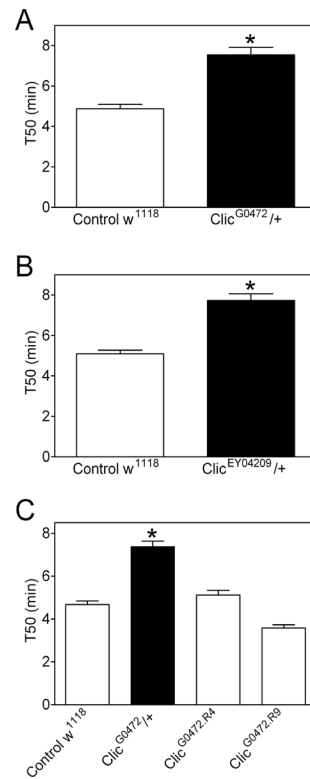 A
T50 (min)
8
6
4
2
0
*
Control w1118 ClicG0472/+
B
T50 (min)
8
6
4
2
0
*
Control w1118 ClicEY04209/+
C
T50 (min)
8
6
4
2
0
*
Control w1118
ClicG0472/+
ClicG0472.R4
ClicG0472.R9